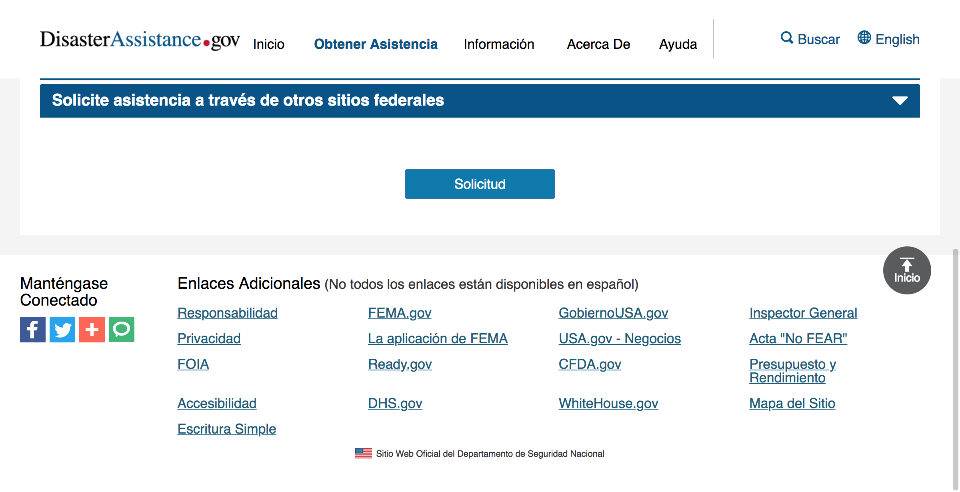 DisasterAssistance.gov
Inicio
Obtener Asistencia
Información
Acerca De
Ayuda
Buscar
English
Solicite asistencia a través de otros sitios federales
Solicitud
Inicio
Manténgase
Conectado
Enlaces Adicionales (No todos los enlaces están disponibles en español)
Responsabilidad
FEMA.gov
GobiernoUSA.gov
Inspector General
Privacidad
La aplicación de FEMA
USA.gov - Negocios
Acta "No FEAR"
FOIA
Ready.gov
CFDA.gov
Presupuesto y
Rendimiento
Accesibilidad
DHS.gov
WhiteHouse.gov
Mapa del Sitio
Escritura Simple
Sitio Web Oficial del Departamento de Seguridad Nacional